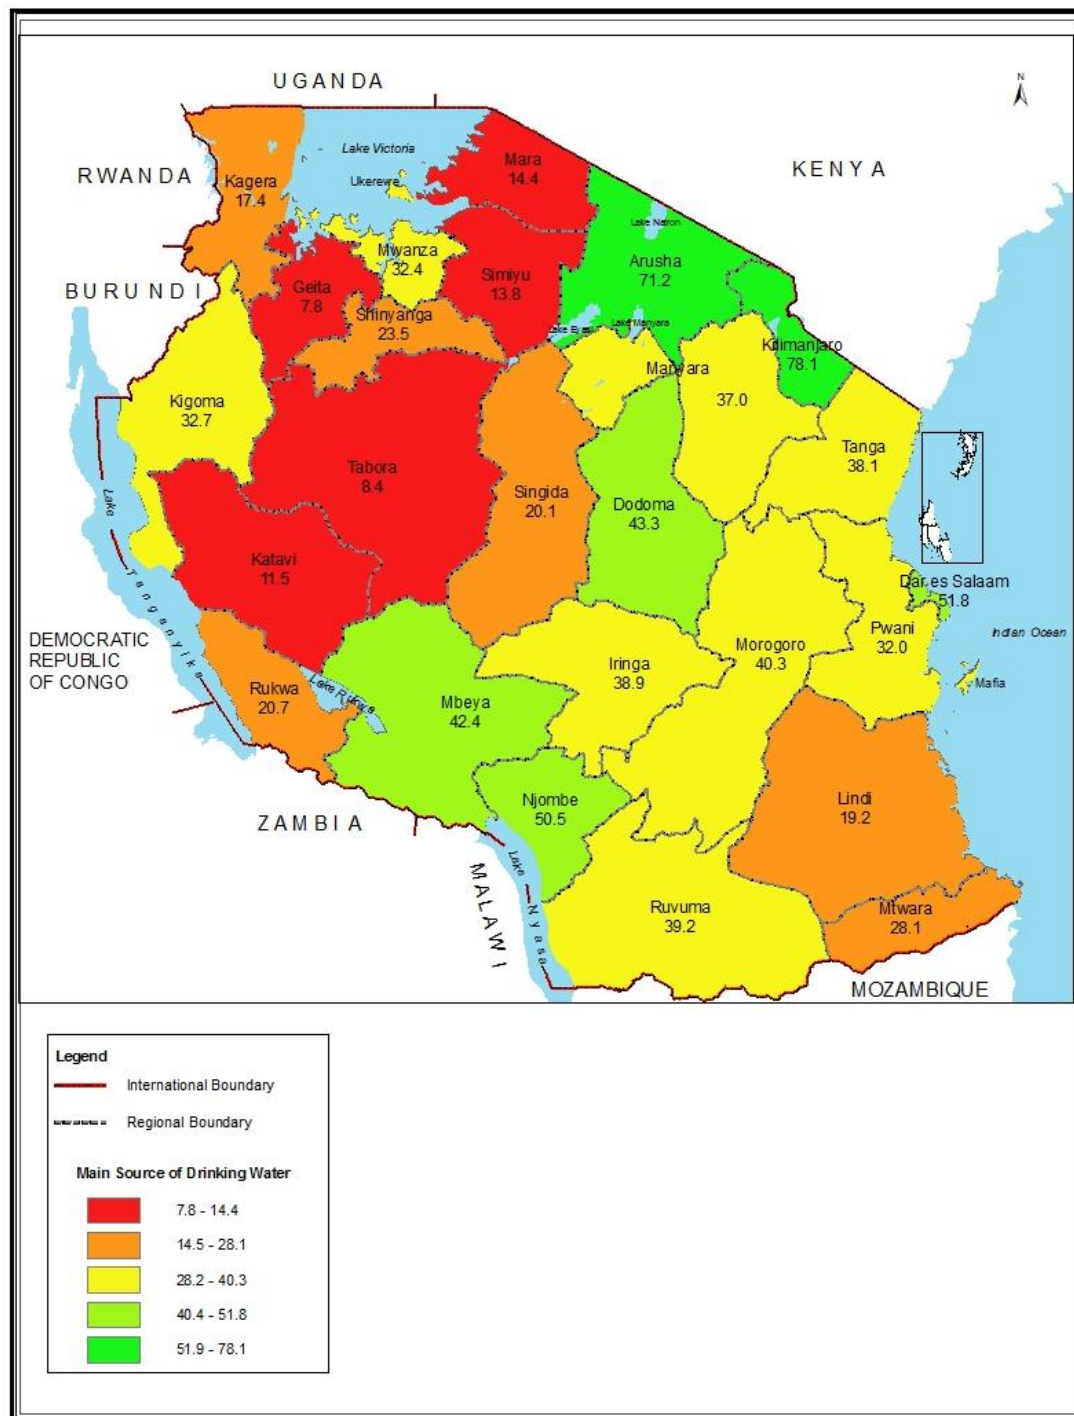 N
UGANDA
RWANDA
KENYA
BURUNDI
Lake Victoria
Ukerewe
Mara
14.4
Kagera
17.4
Lake Natron
Mwanza
32.4
Arusha
71.2
Simiyu
13.8
Geita
7.8
Shinyanga
23.5
Lake Eyasi
Lake Manyara
Kilimanjaro
78.1
Manyara
37.0
Kigoma
32.7
Tanga
38.1
Tabora
8.4
Singida
20.1
Dodoma
43.3
Lake Tanganyika
Katavi
11.5
Dar es Salaam
51.8
Indian Ocean
Pwani
32.0
DEMOCRATIC
REPUBLIC
OF CONGO
Morogoro
40.3
Iringa
38.9
Mafia
Rukwa
20.7
Lake Rukwa
Mbeya
42.4
Njombe
50.5
Lindi
19.2
ZAMBIA
MALAWI
Lake Nyasa
Ruvuma
39.2
Mtwara
28.1
MOZAMBIQUE
Legend
International Boundary
Regional Boundary
Main Source of Drinking Water
7.8 - 14.4
14.5 - 28.1
28.2 - 40.3
40.4 - 51.8
51.9 - 78.1